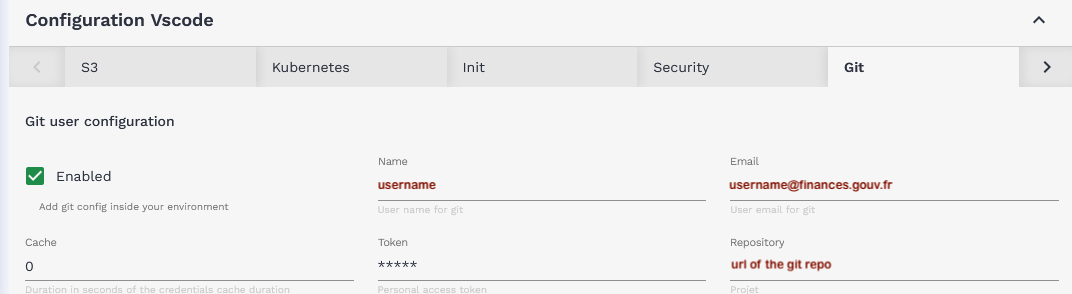 Configuration Vscode
S3 Kubernetes Init Security Git
Git user configuration
Name Email
Enabled username username@finances.gouv.fr
Add git config inside your environment User name for git User email for git
Cache Token Repository
0 ***** url of the git repo
Duration in seconds of the credentials cache duration Personal access token Projet